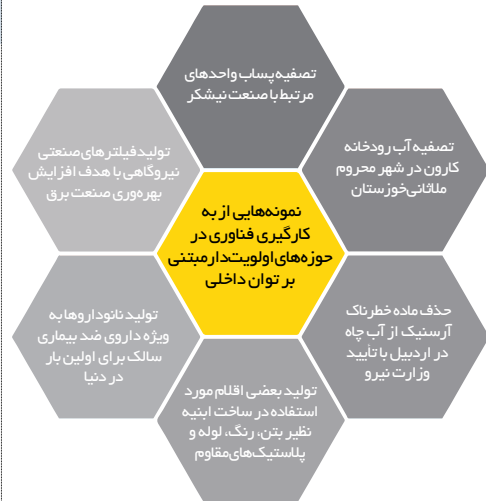 تصفیه پساب واحدهای
مرتبط با صنعت نیشکر
تصفیه آب رودخانه
کارون در شهر محروم
ملاثانی خوزستان
تولید فیلترهای صنعتی
نیروگاهی با هدف افزایش
بهره‌وری صنعت برق
نمونه‌هایی از به
کارگیری فناوری در
حوزه‌های اولویت‌دار مبتنی
بر توان داخلی
حذف ماده خطرناک
آرسنیک از آب چاه
در اردبیل با تأیید
وزارت نیرو
تولید نانوداروها به
ویژه داروی ضد بیماری
سالک برای اولین بار
در دنیا
تولید بعضی اقلام مورد
استفاده در ساخت ابنیه
نظیر بتن، رنگ، لوله و
پلاستیک‌های مقاوم